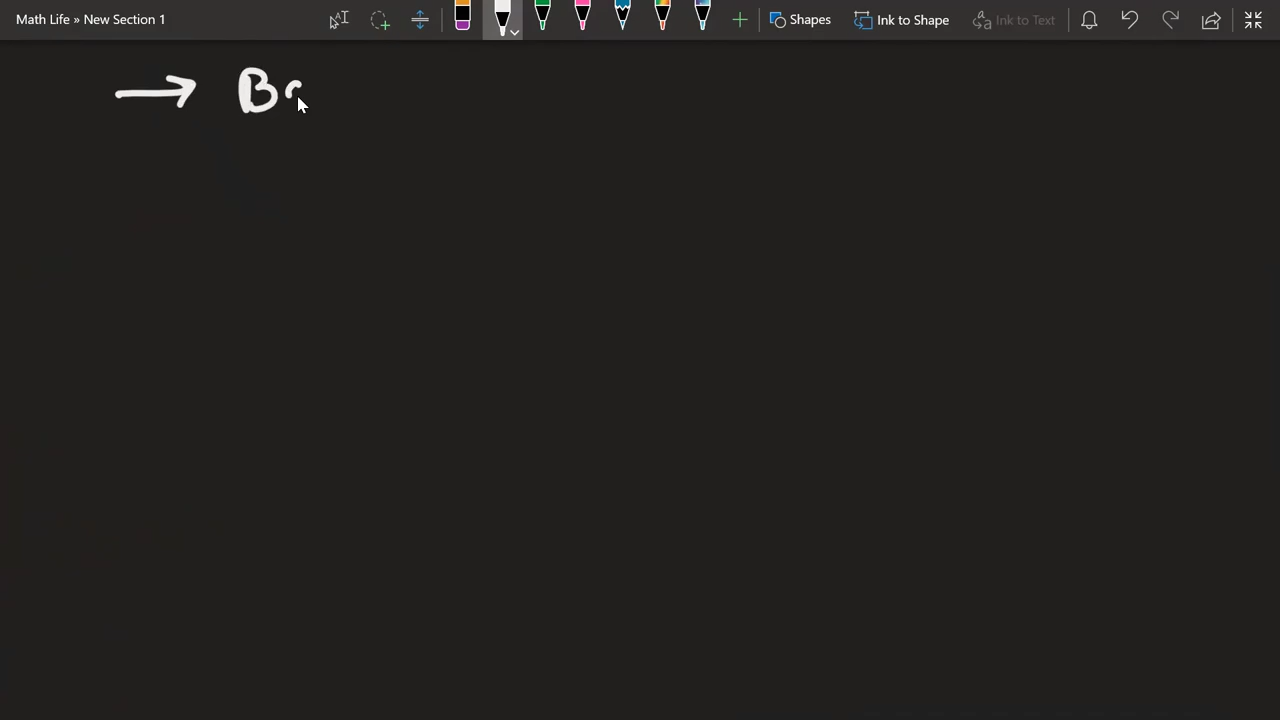 Math Life » New Section 1
Shapes
Ink to Shape
Ink to Text
→ B